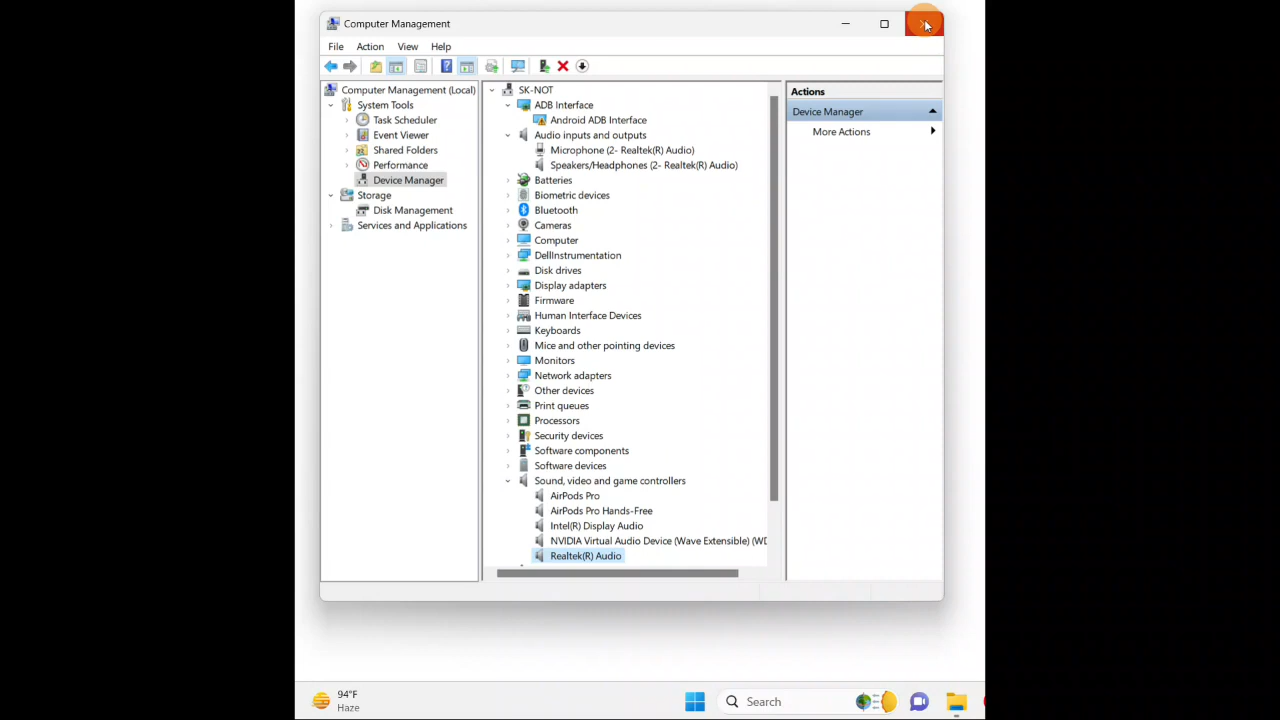 Computer Management
File Action View Help
Computer Management (Local)
System Tools
Task Scheduler
Event Viewer
Shared Folders
Performance
Device Manager
Storage
Disk Management
Services and Applications
SK-NOT
ADB Interface
Android ADB Interface
Audio inputs and outputs
Microphone (2- Realtek(R) Audio)
Speakers/Headphones (2- Realtek(R) Audio)
Batteries
Biometric devices
Bluetooth
Cameras
Computer
DellInstrumentation
Disk drives
Display adapters
Firmware
Human Interface Devices
Keyboards
Mice and other pointing devices
Monitors
Network adapters
Other devices
Print queues
Processors
Security devices
Software components
Software devices
Sound, video and game controllers
AirPods Pro
AirPods Pro Hands-Free
Intel(R) Display Audio
NVIDIA Virtual Audio Device (Wave Extensible) (WD
Realtek(R) Audio
Actions
Device Manager
More Actions
94°F
Haze
Search